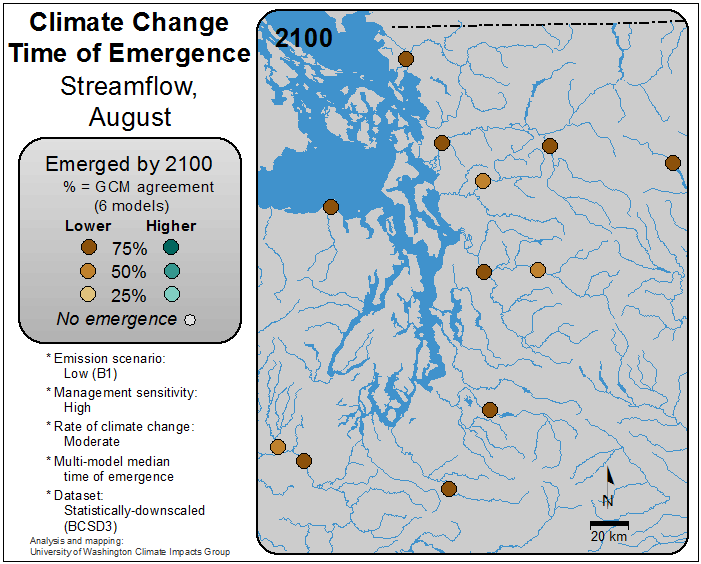 Climate Change
Time of Emergence
Streamflow,
August
Emerged by 2100
% = GCM agreement
(6 models)
Lower Higher
75%
50%
25%
No emergence
* Emission scenario:
Low (B1)
* Management sensitivity:
High
* Rate of climate change:
Moderate
* Multi-model median
time of emergence
* Dataset:
Statistically-downscaled
(BCSD3)
Analysis and mapping:
University of Washington Climate Impacts Group
2100
N
20 km